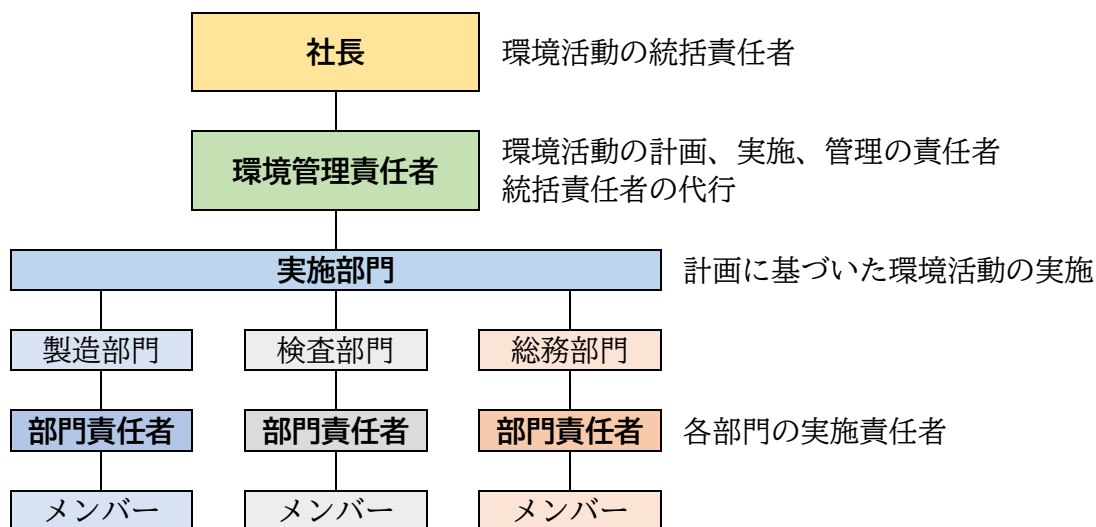 社長
環境活動の統括責任者
環境管理責任者
環境活動の計画、実施、管理の責任者
統括責任者の代行
実施部門
計画に基づいた環境活動の実施
製造部門
検査部門
総務部門
部門責任者
部門責任者
部門責任者
各部門の実施責任者
メンバー
メンバー
メンバー